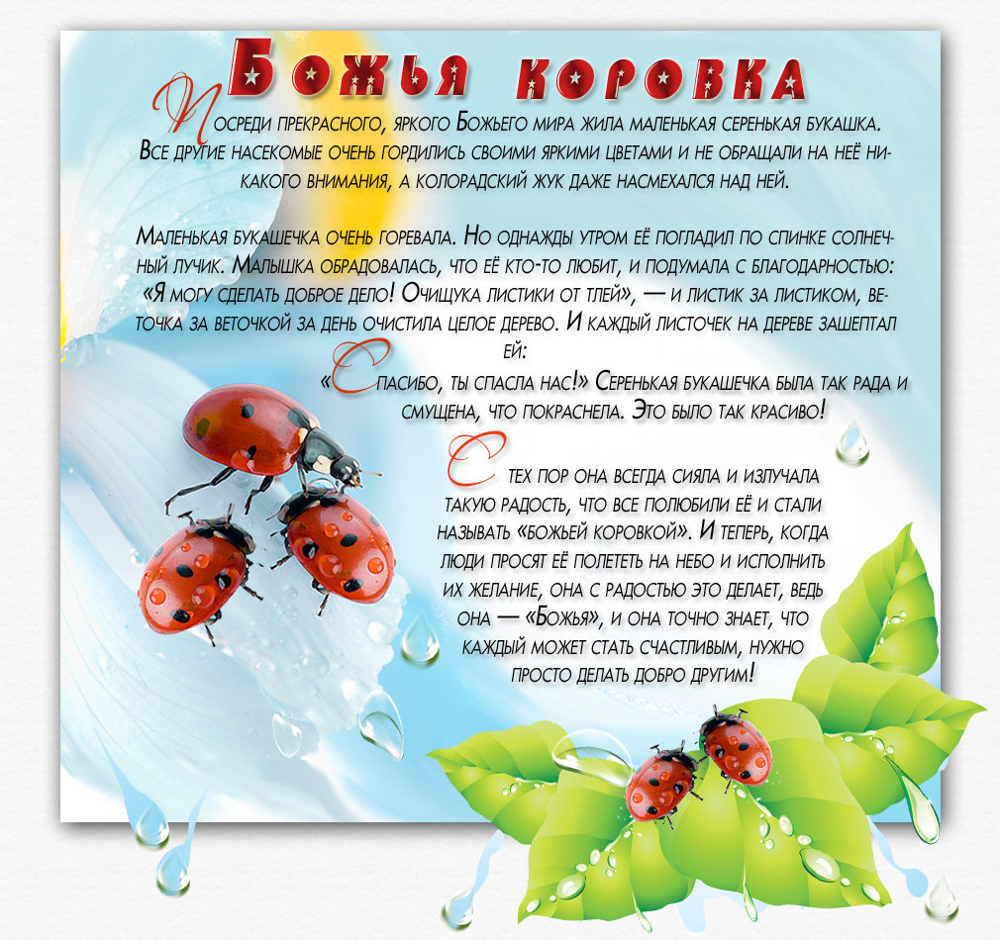 Божья коровка
Посреди прекрасного, яркого Божьего мира жила маленькая серенькая букашка.
Все другие насекомые очень гордились своими яркими цветами и не обращали на неё ни-
какого внимания, а колорадский жук даже насмехался над ней.
Маленькая букашечка очень горевала. Но однажды утром её погладил по спинке солнеч-
ный лучик. Малышка обрадовалась, что её кто-то любит, и подумала с благодарностью:
«Я могу сделать доброе дело! Очищука листики от тлей», — и листик за листиком, ве-
точка за веточкой за день очистила целое дерево. И каждый листочек на дереве зашептал
ей:
«Спасибо, ты спасла нас!» Серенькая букашечка была так рада и
смущена, что покраснела. Это было так красиво!
С тех пор она всегда сияла и излучала
такую радость, что все полюбили её и стали
называть «божьей коровкой». И теперь, когда
люди просят её полететь на небо и исполнить
их желание, она с радостью это делает, ведь
она — «Божья», и она точно знает, что
каждый может стать счастливым, нужно
просто делать добро другим!